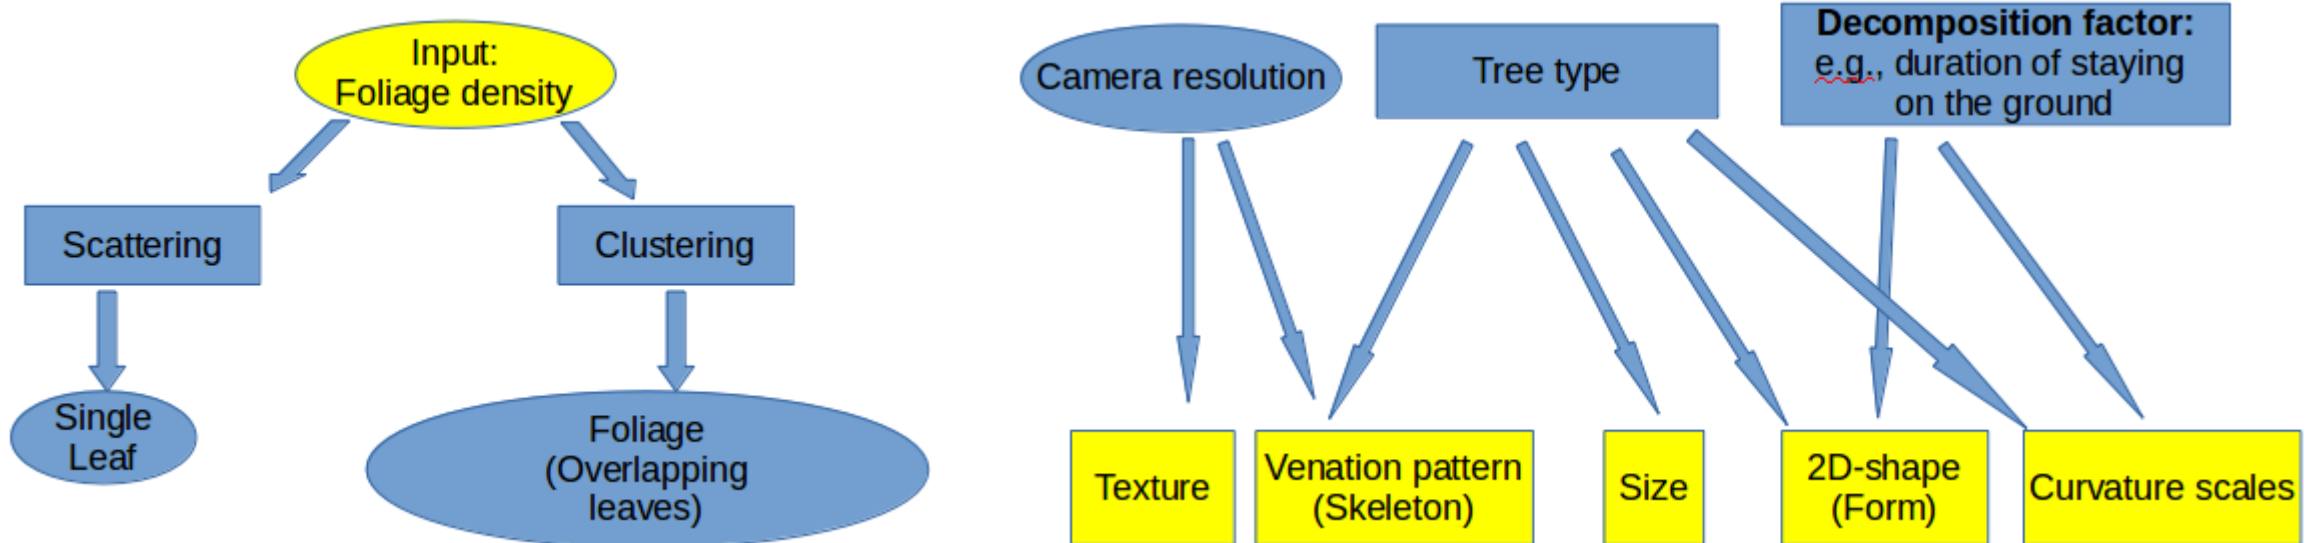 Input:
Foliage density
Scattering
Clustering
Single
Leaf
Foliage
(Overlapping
leaves)
Camera resolution
Tree type
Decomposition factor:
e.g., duration of staying
on the ground
Texture
Venation pattern
(Skeleton)
Size
2D-shape
(Form)
Curvature scales